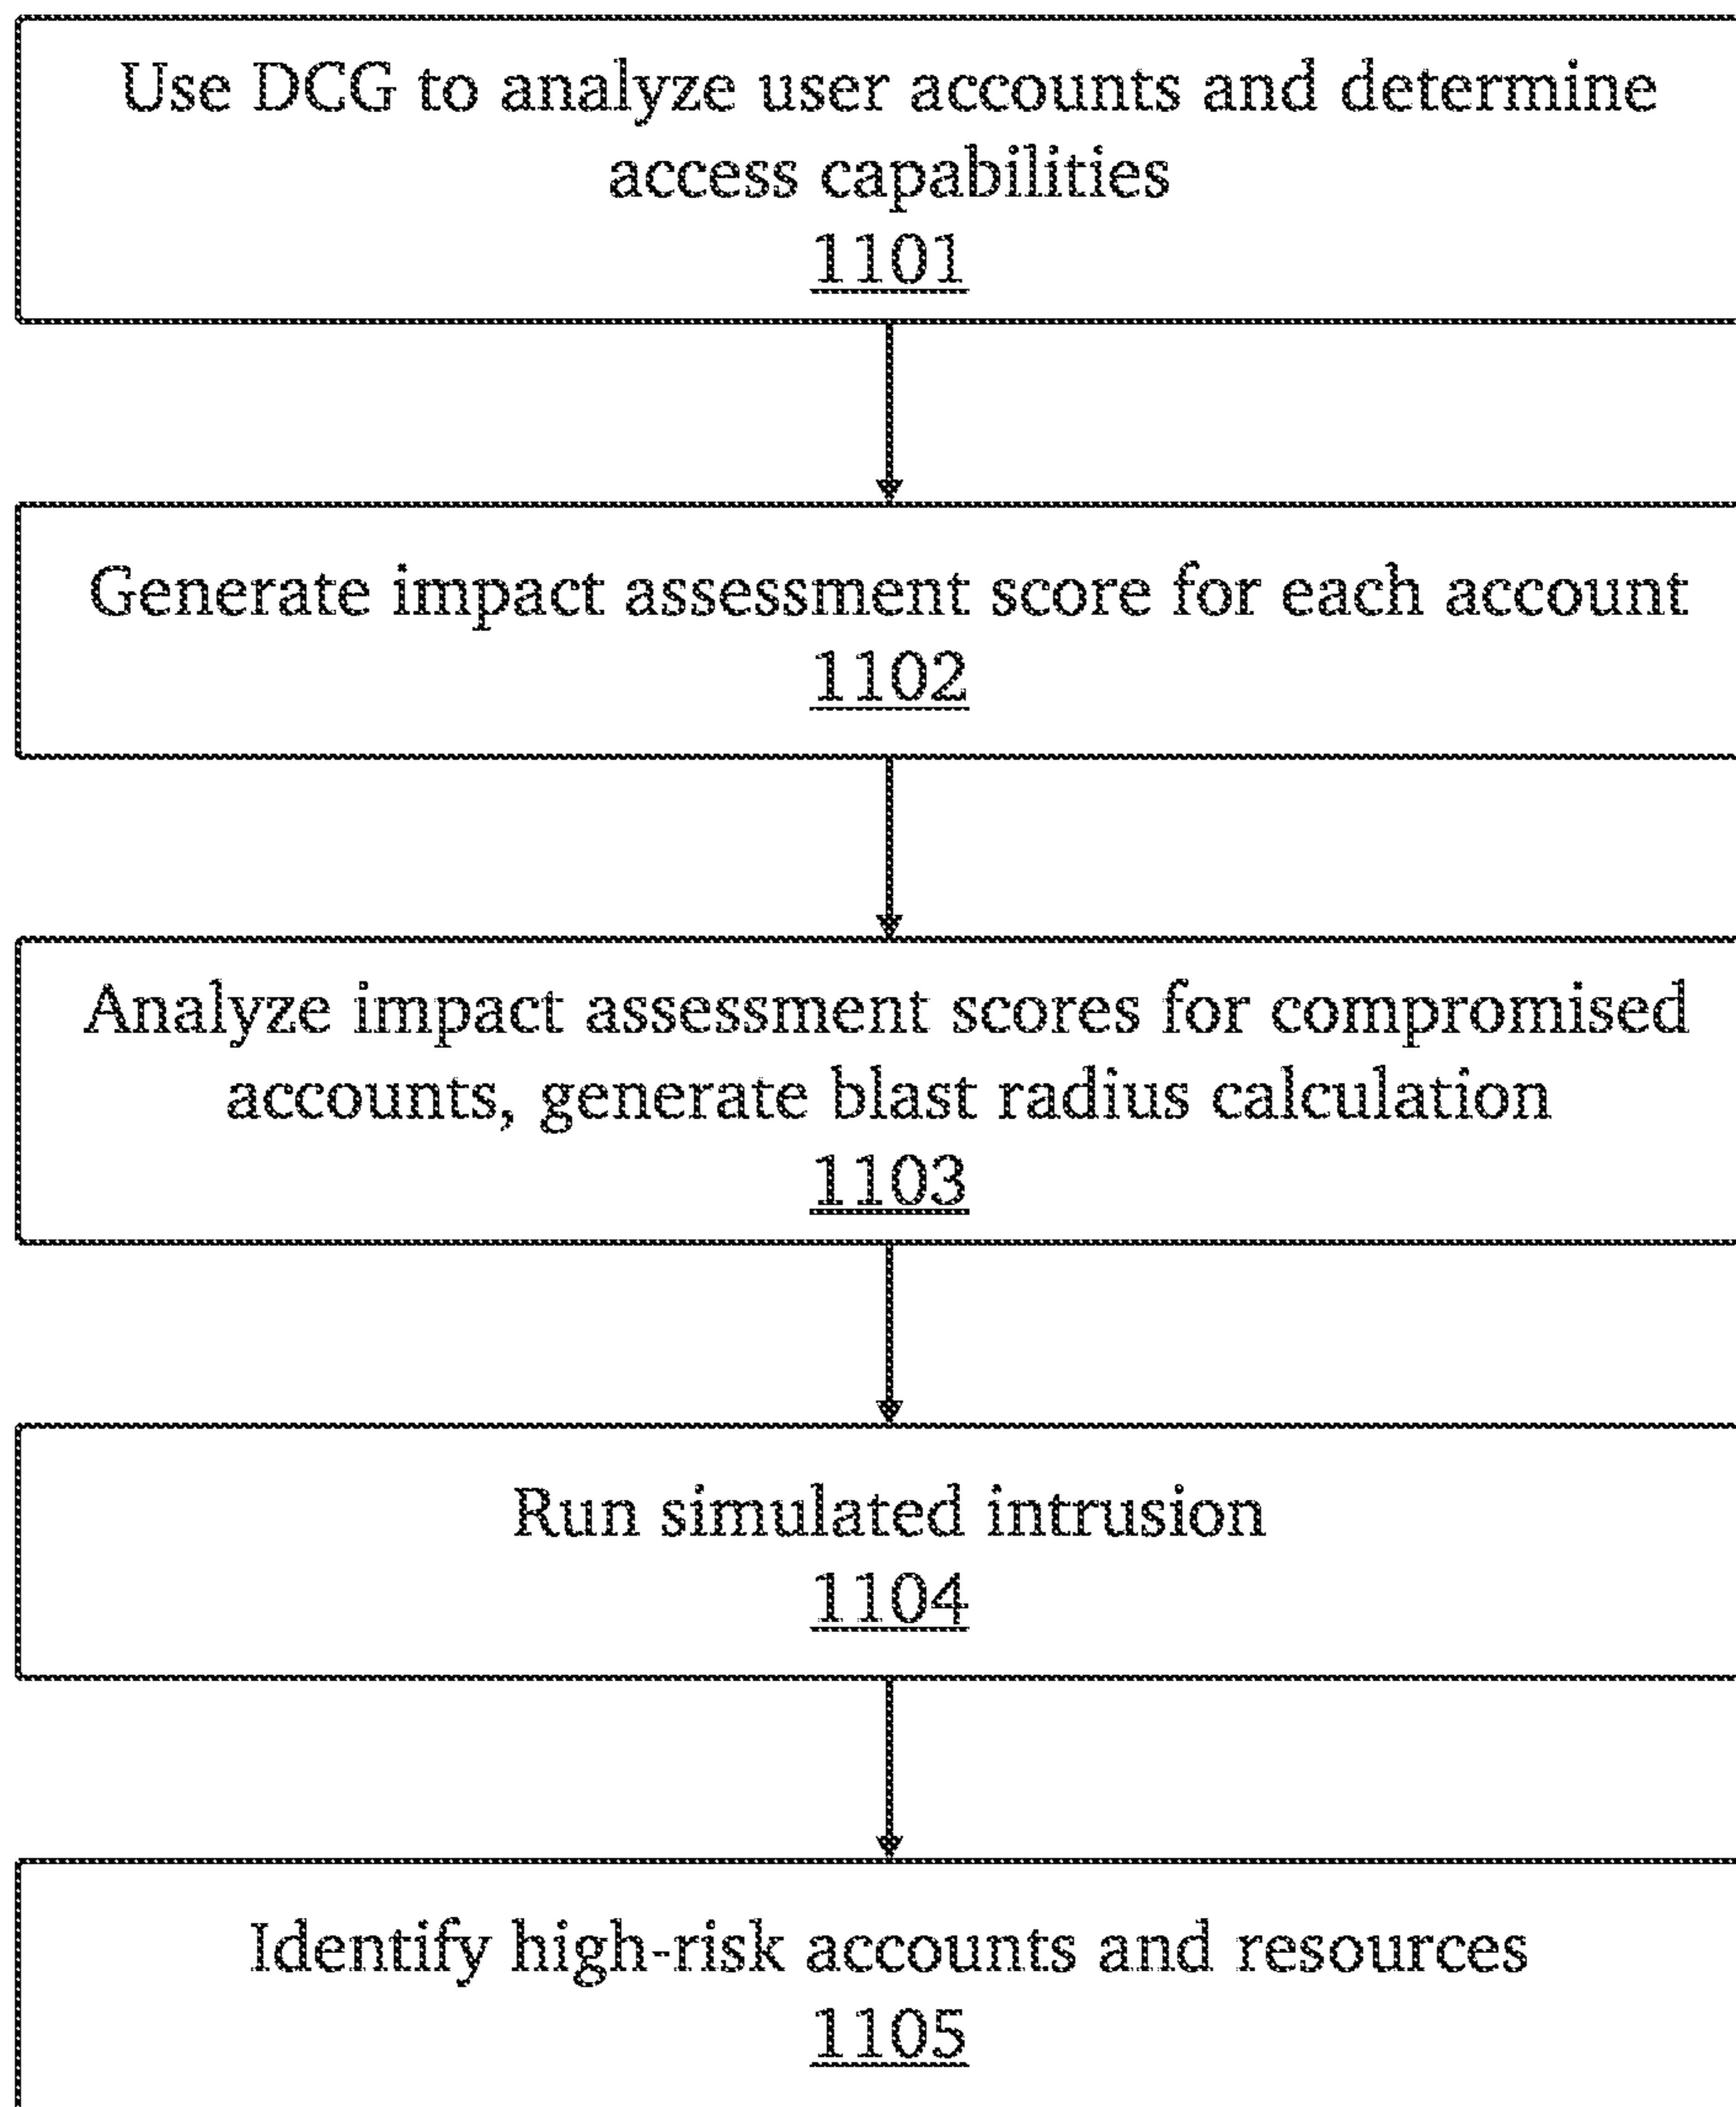 Use DCG to analyze user accounts and determine
access capabilities
1101
Generate impact assessment score for each account
1102
Analyze impact assessment scores for compromised
accounts, generate blast radius calculation
1103
Run simulated intrusion
1104
Identify high-risk accounts and resources
1105